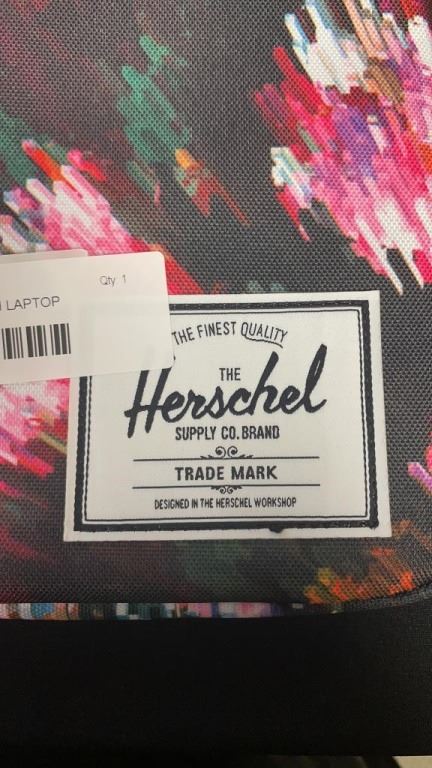 Qty 1
LAPTOP
THE FINEST QUALITY
THE
Herschel
SUPPLY CO. BRAND
TRADE MARK
DESIGNED IN THE HERSCHEL WORKSHOP